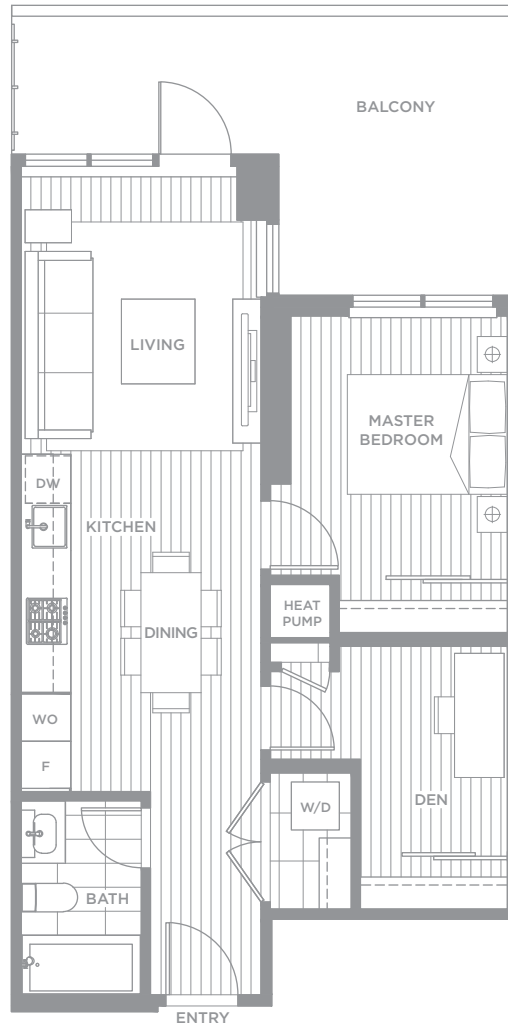 BALCONY
LIVING
MASTER
BEDROOM
DW
KITCHEN
HEAT
PUMP
DINING
WO
F
W/D
DEN
BATH
ENTRY